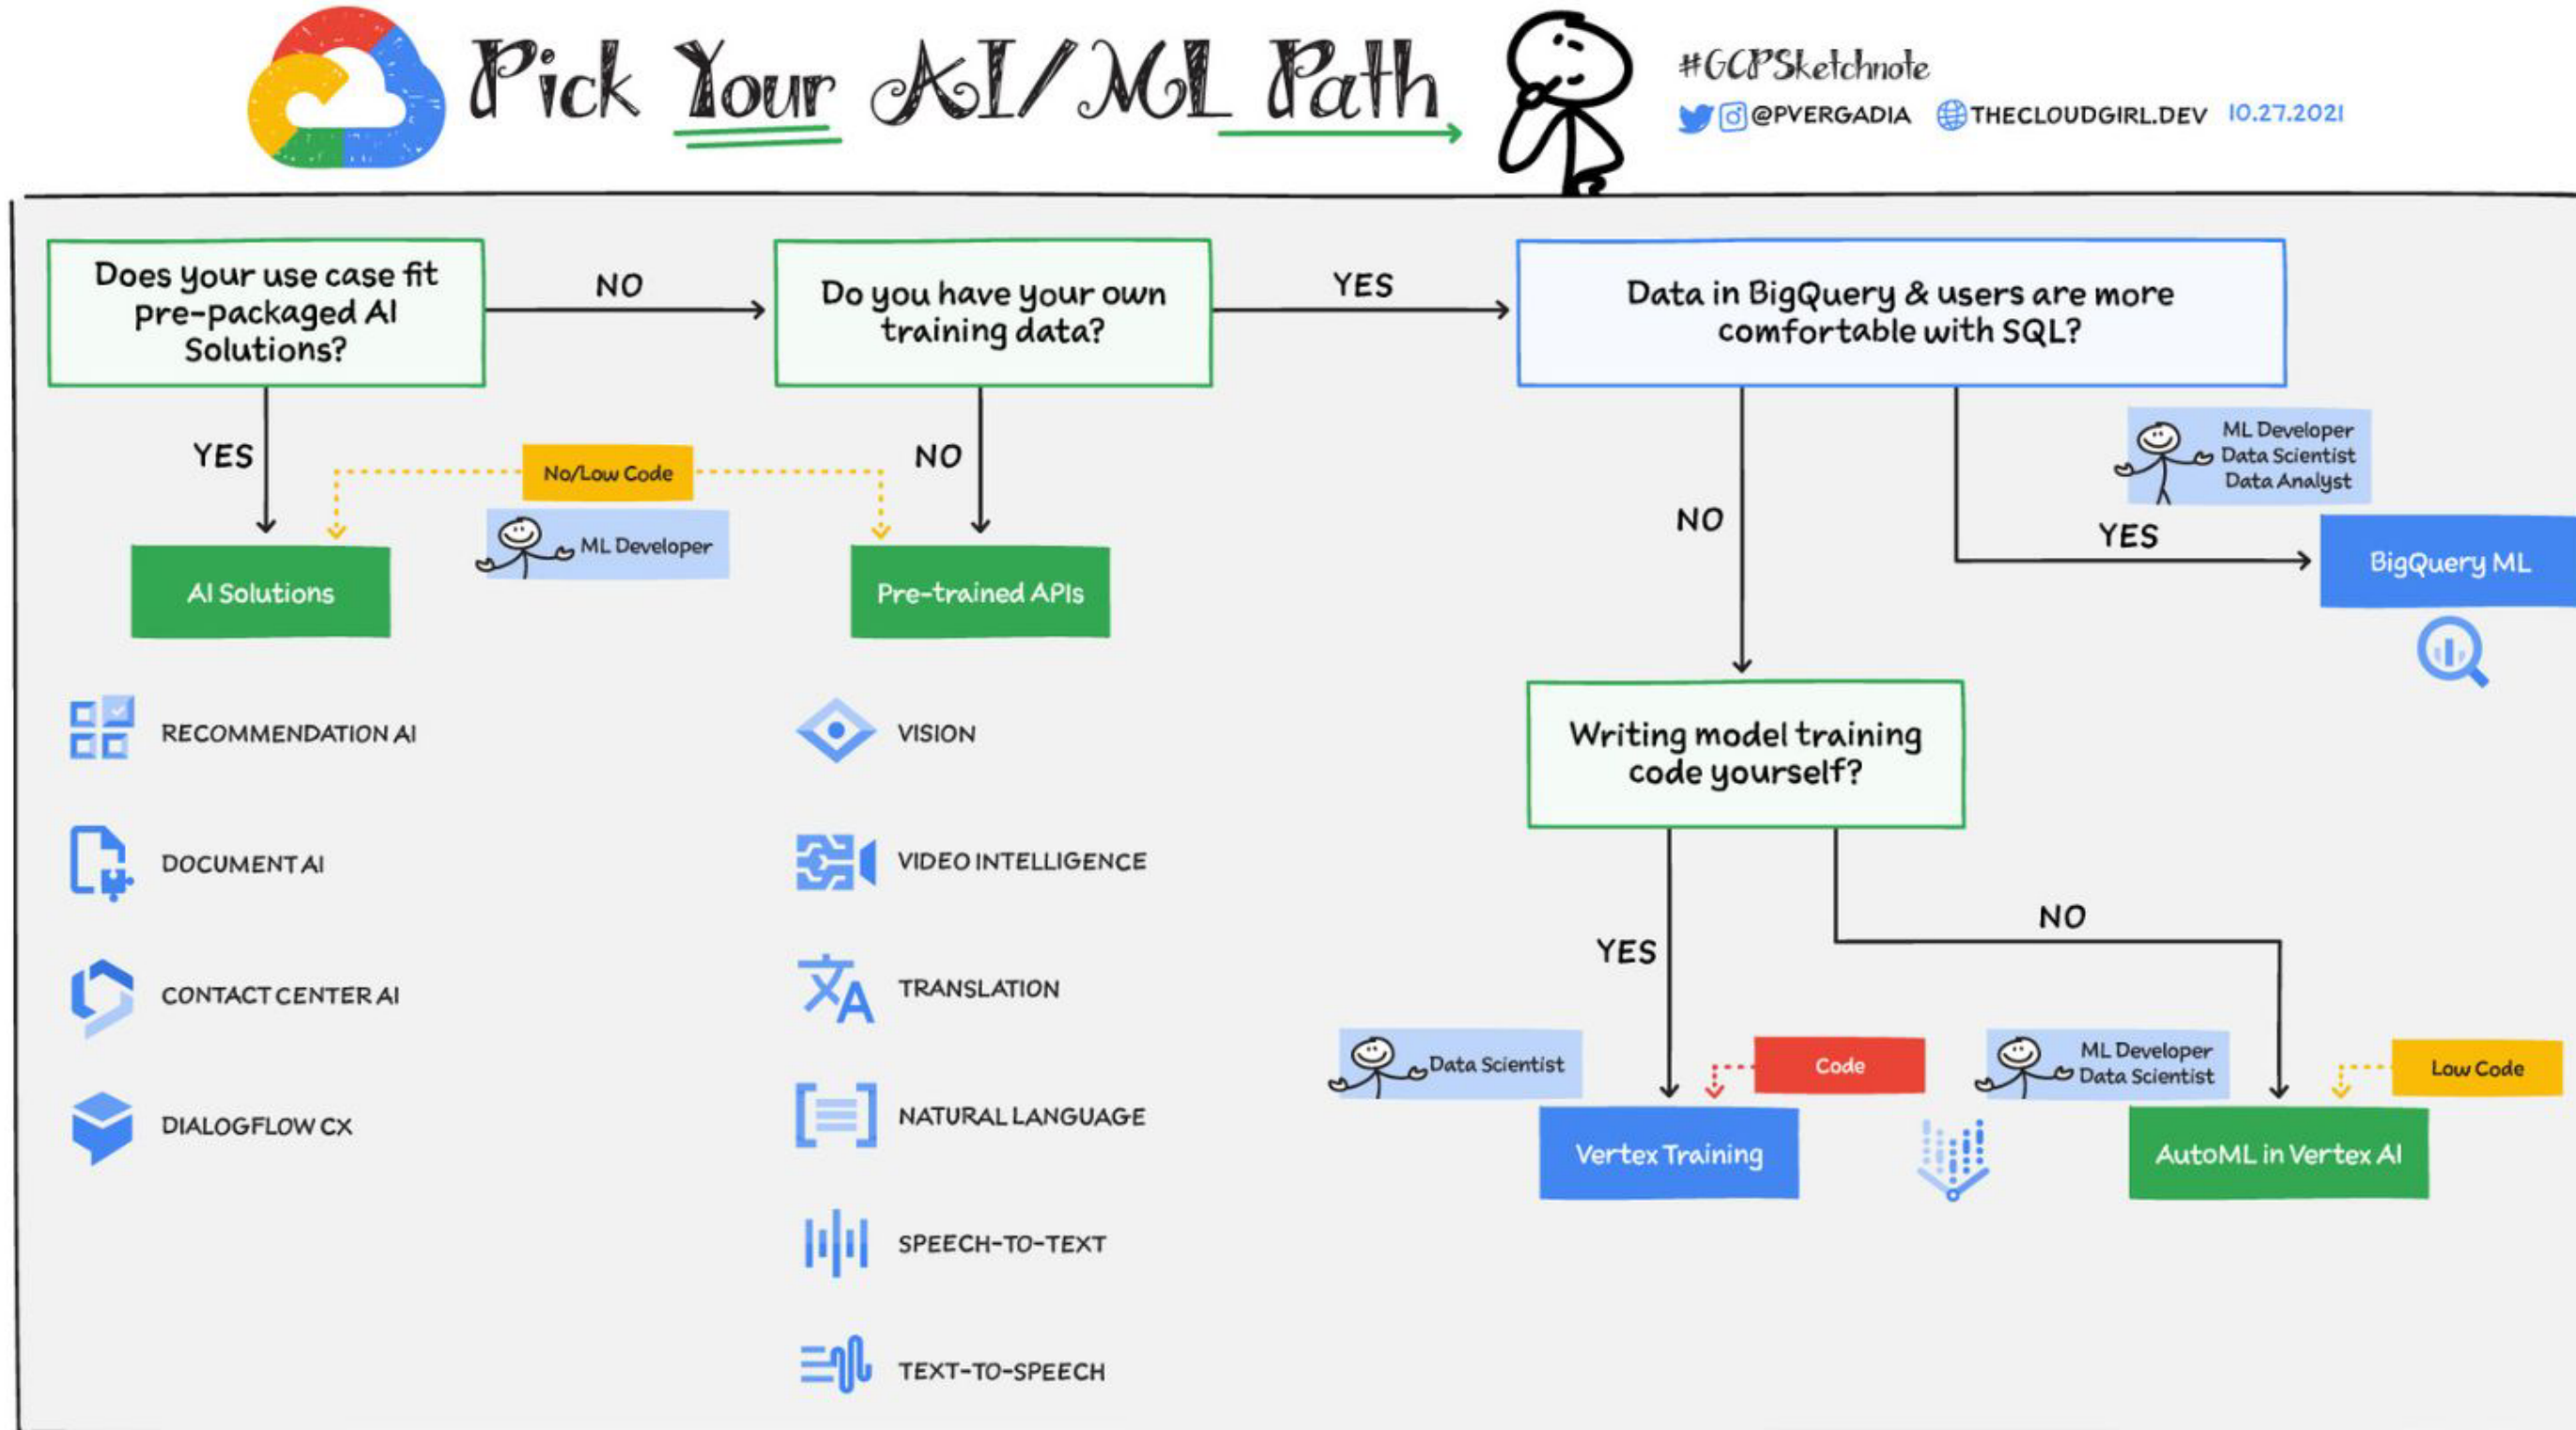 Pick Your AI/ML Path
#GCPSketchnote
@PVERGADIA THECLOUDGIRL.DEV 10.27.2021
Does your use case fit
pre-packaged AI
Solutions?
NO
Do you have your own
training data?
YES
Data in BigQuery & users are more
comfortable with SQL?
YES
No/Low Code
ML Developer
NO
AI Solutions
Pre-trained APIs
NO
ML Developer
Data Scientist
Data Analyst
YES
BigQuery ML
RECOMMENDATION AI
DOCUMENT AI
CONTACT CENTER AI
DIALOGFLOW CX
VISION
VIDEO INTELLIGENCE
文A TRANSLATION
NATURAL LANGUAGE
SPEECH-TO-TEXT
TEXT-TO-SPEECH
Writing model training
code yourself?
YES
NO
Data Scientist
Code
ML Developer
Data Scientist
Low Code
Vertex Training
AutoML in Vertex AI